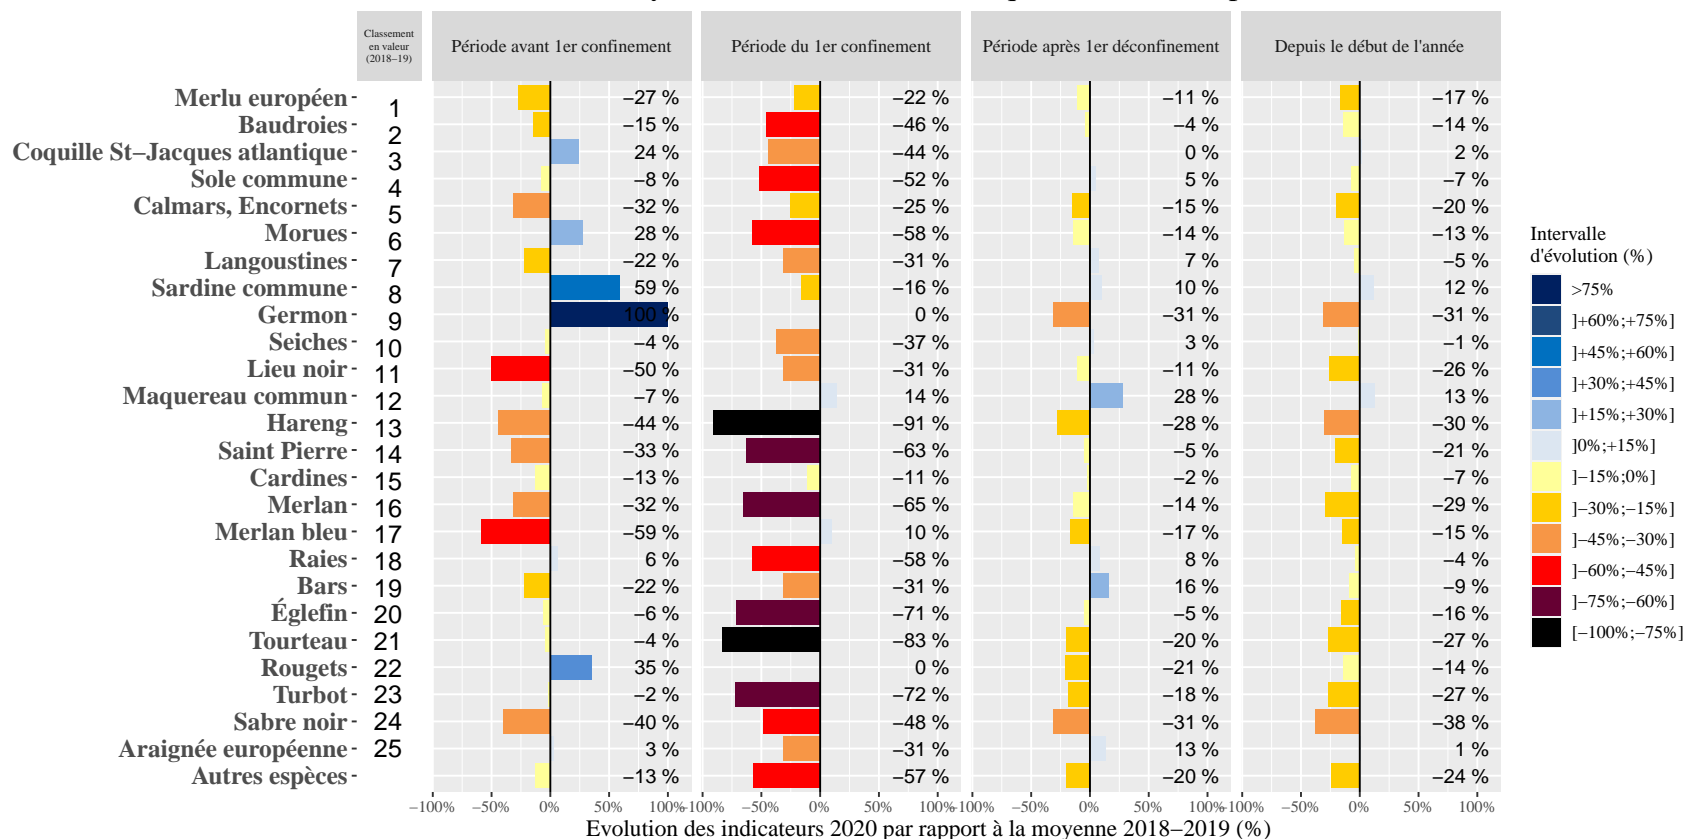 Classement
en valeur
(2018–19)
Période avant 1er confinement
Période du 1er confinement
Période après 1er déconfinement
Depuis le début de l'année
Merlu européen 1 −27 % −22 % −11 % −17 %
Baudroies 2 −15 % −46 % −4 % −14 %
Coquille St−Jacques atlantique 3 24 % −44 % 0 % 2 %
Sole commune 4 −8 % −52 % 5 % −7 %
Calmars, Encornets 5 −32 % −25 % −15 % −20 %
Morues 6 28 % −58 % −14 % −13 %
Langoustines 7 −22 % −31 % 7 % −5 %
Sardine commune 8 59 % −16 % 10 % 12 %
Germon 9 100 % 0 % −31 % −31 %
Seiches 10 −4 % −37 % 3 % −1 %
Lieu noir 11 −50 % −31 % −11 % −26 %
Maquereau commun 12 −7 % 14 % 28 % 13 %
Hareng 13 −44 % −91 % −28 % −30 %
Saint Pierre 14 −33 % −63 % −5 % −21 %
Cardines 15 −13 % −11 % −2 % −7 %
Merlan 16 −32 % −65 % −14 % −29 %
Merlan bleu 17 −59 % 10 % −17 % −15 %
Raies 18 6 % −58 % 8 % −4 %
Bars 19 −22 % −31 % 16 % −9 %
Églefin 20 −6 % −71 % −5 % −16 %
Tourteau 21 −4 % −83 % −20 % −27 %
Rougets 22 35 % 0 % −21 % −14 %
Turbot 23 −2 % −72 % −18 % −27 %
Sabre noir 24 −40 % −48 % −31 % −38 %
Araignée européenne 25 3 % −31 % 13 % 1 %
Autres espèces −13 % −57 % −20 % −24 %
−100% −50% 0% 50% 100% −100% −50% 0% 50% 100% −100% −50% 0% 50% 100% −100% −50% 0% 50% 100%
Evolution des indicateurs 2020 par rapport à la moyenne 2018−2019 (%)
Intervalle
d'évolution (%)
>75%
]+60%;+75%]
]+45%;+60%]
]+30%;+45%]
]+15%;+30%]
]0%;+15%]
]−15%;0%]
]−30%;−15%]
]−45%;−30%]
]−60%;−45%]
]−75%;−60%]
[−100%;−75%]